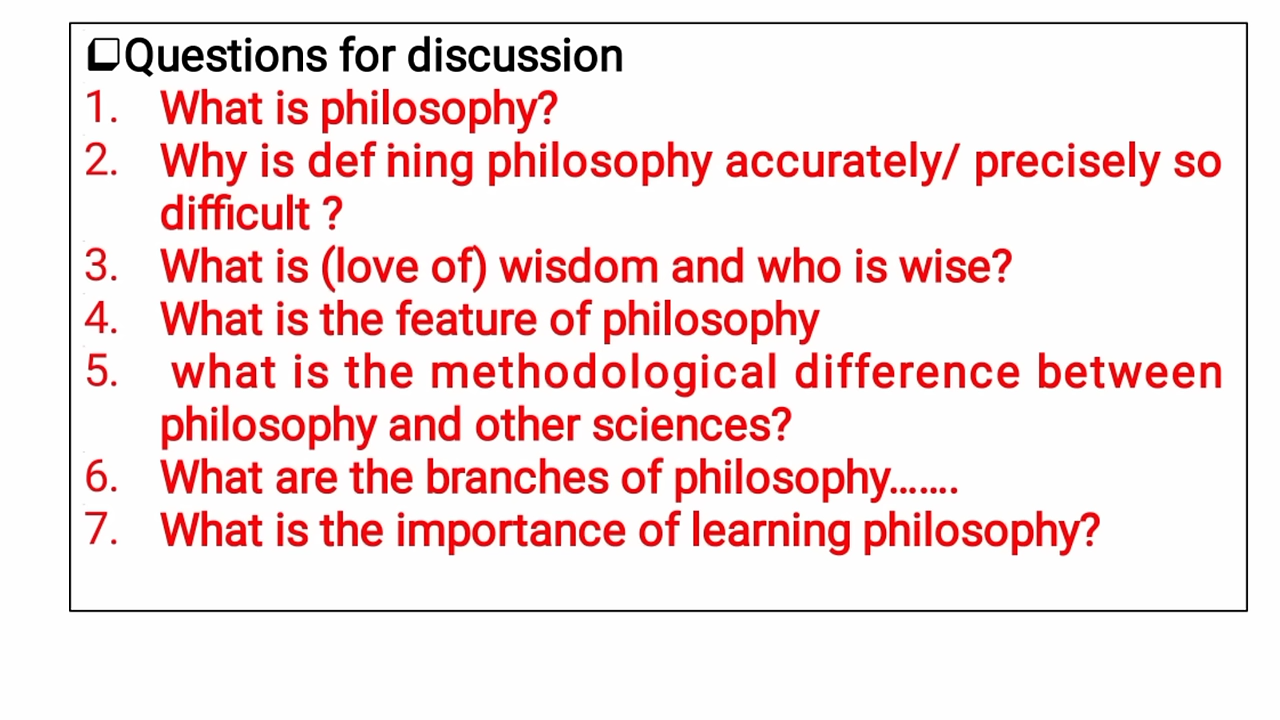 ❑Questions for discussion
1. What is philosophy?
2. Why is defining philosophy accurately/ precisely so
difficult ?
3. What is (love of) wisdom and who is wise?
4. What is the feature of philosophy
5. what is the methodological difference between
philosophy and other sciences?
6. What are the branches of philosophy…….
7. What is the importance of learning philosophy?